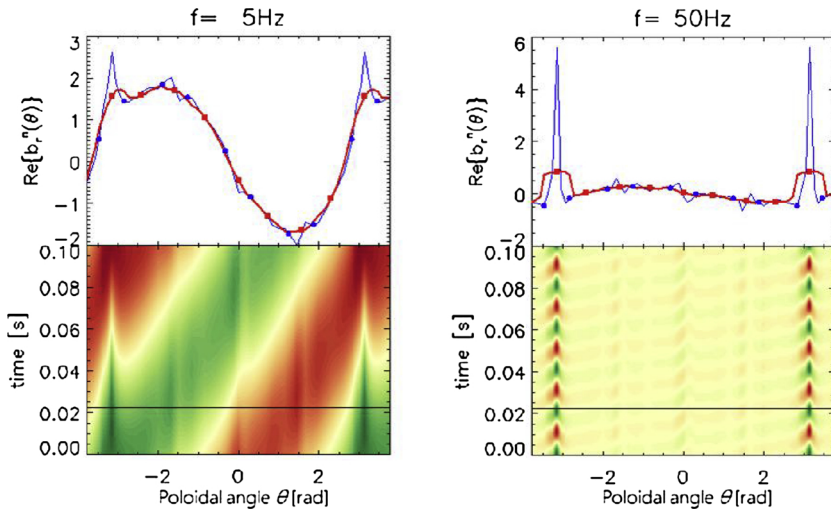 f= 5Hz
Re{b_r^n(θ)}
3
2
1
0
−1
−2
time [s]
0.10
0.08
0.06
0.04
0.02
0.00
−2 0 2
Poloidal angle θ [rad]
f= 50Hz
Re{b_r^n(θ)}
6
4
2
0
−2
time [s]
0.10
0.08
0.06
0.04
0.02
0.00
−2 0 2
Poloidal angle θ [rad]